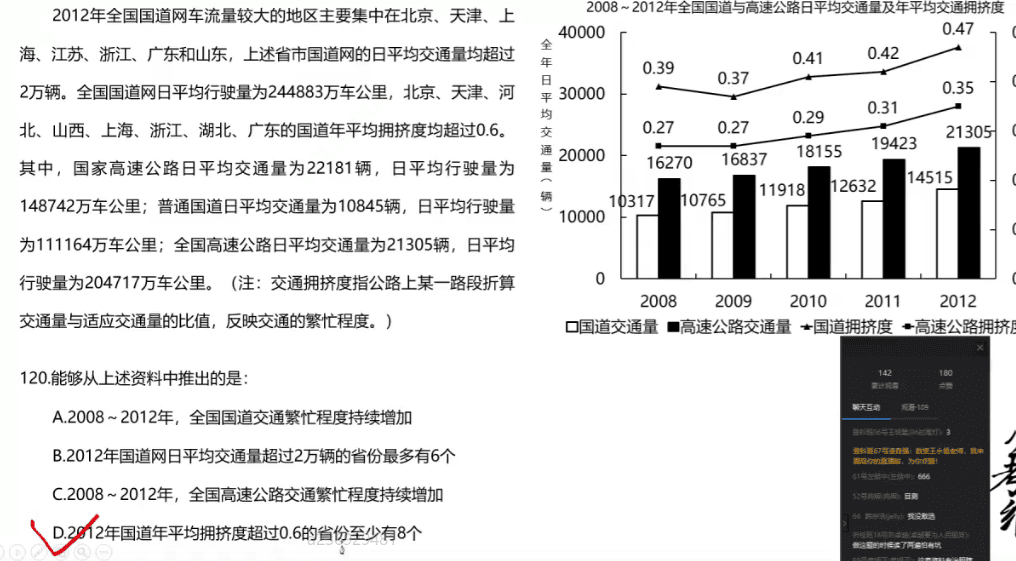 2012年全国国道网车流量较大的地区主要集中在北京、天津、上
海、江苏、浙江、广东和山东，上述省市国道网的日平均交通量均超过
2万辆。全国国道网日平均行驶量为244883万车公里，北京、天津、河
北、山西、上海、浙江、湖北、广东的国道年平均拥挤度均超过0.6。
其中，国家高速公路日平均交通量为22181辆，日平均行驶量为
148742万车公里；普通国道日平均交通量为10845辆，日平均行驶量
为111164万车公里；全国高速公路日平均交通量为21305辆，日平均
行驶量为204717万车公里。（注：交通拥挤度指公路上某一路段折算
交通量与适应交通量的比值，反映交通的繁忙程度。）
120.能够从上述资料中推出的是：
A.2008～2012年，全国国道交通繁忙程度持续增加
B.2012年国道网日平均交通量超过2万辆的省份最多有6个
C.2008～2012年，全国高速公路交通繁忙程度持续增加
D.2012年国道年平均拥挤度超过0.6的省份至少有8个
2008～2012年全国国道与高速公路日平均交通量及年平均交通拥挤度
全年日平均交通量（辆）
40000
30000
20000
10000
0
0.39 0.37 0.41 0.42 0.47
0.27 0.27 0.29 0.31 0.35
16270 16837 18155 19423 21305
10317 10765 11918 12632 14515
2008 2009 2010 2011 2012
国道交通量 高速公路交通量 国道拥挤度 高速公路拥挤度
142 180
累计观看 点赞
聊天互动 观看·109
3
666
目测
我没敢选